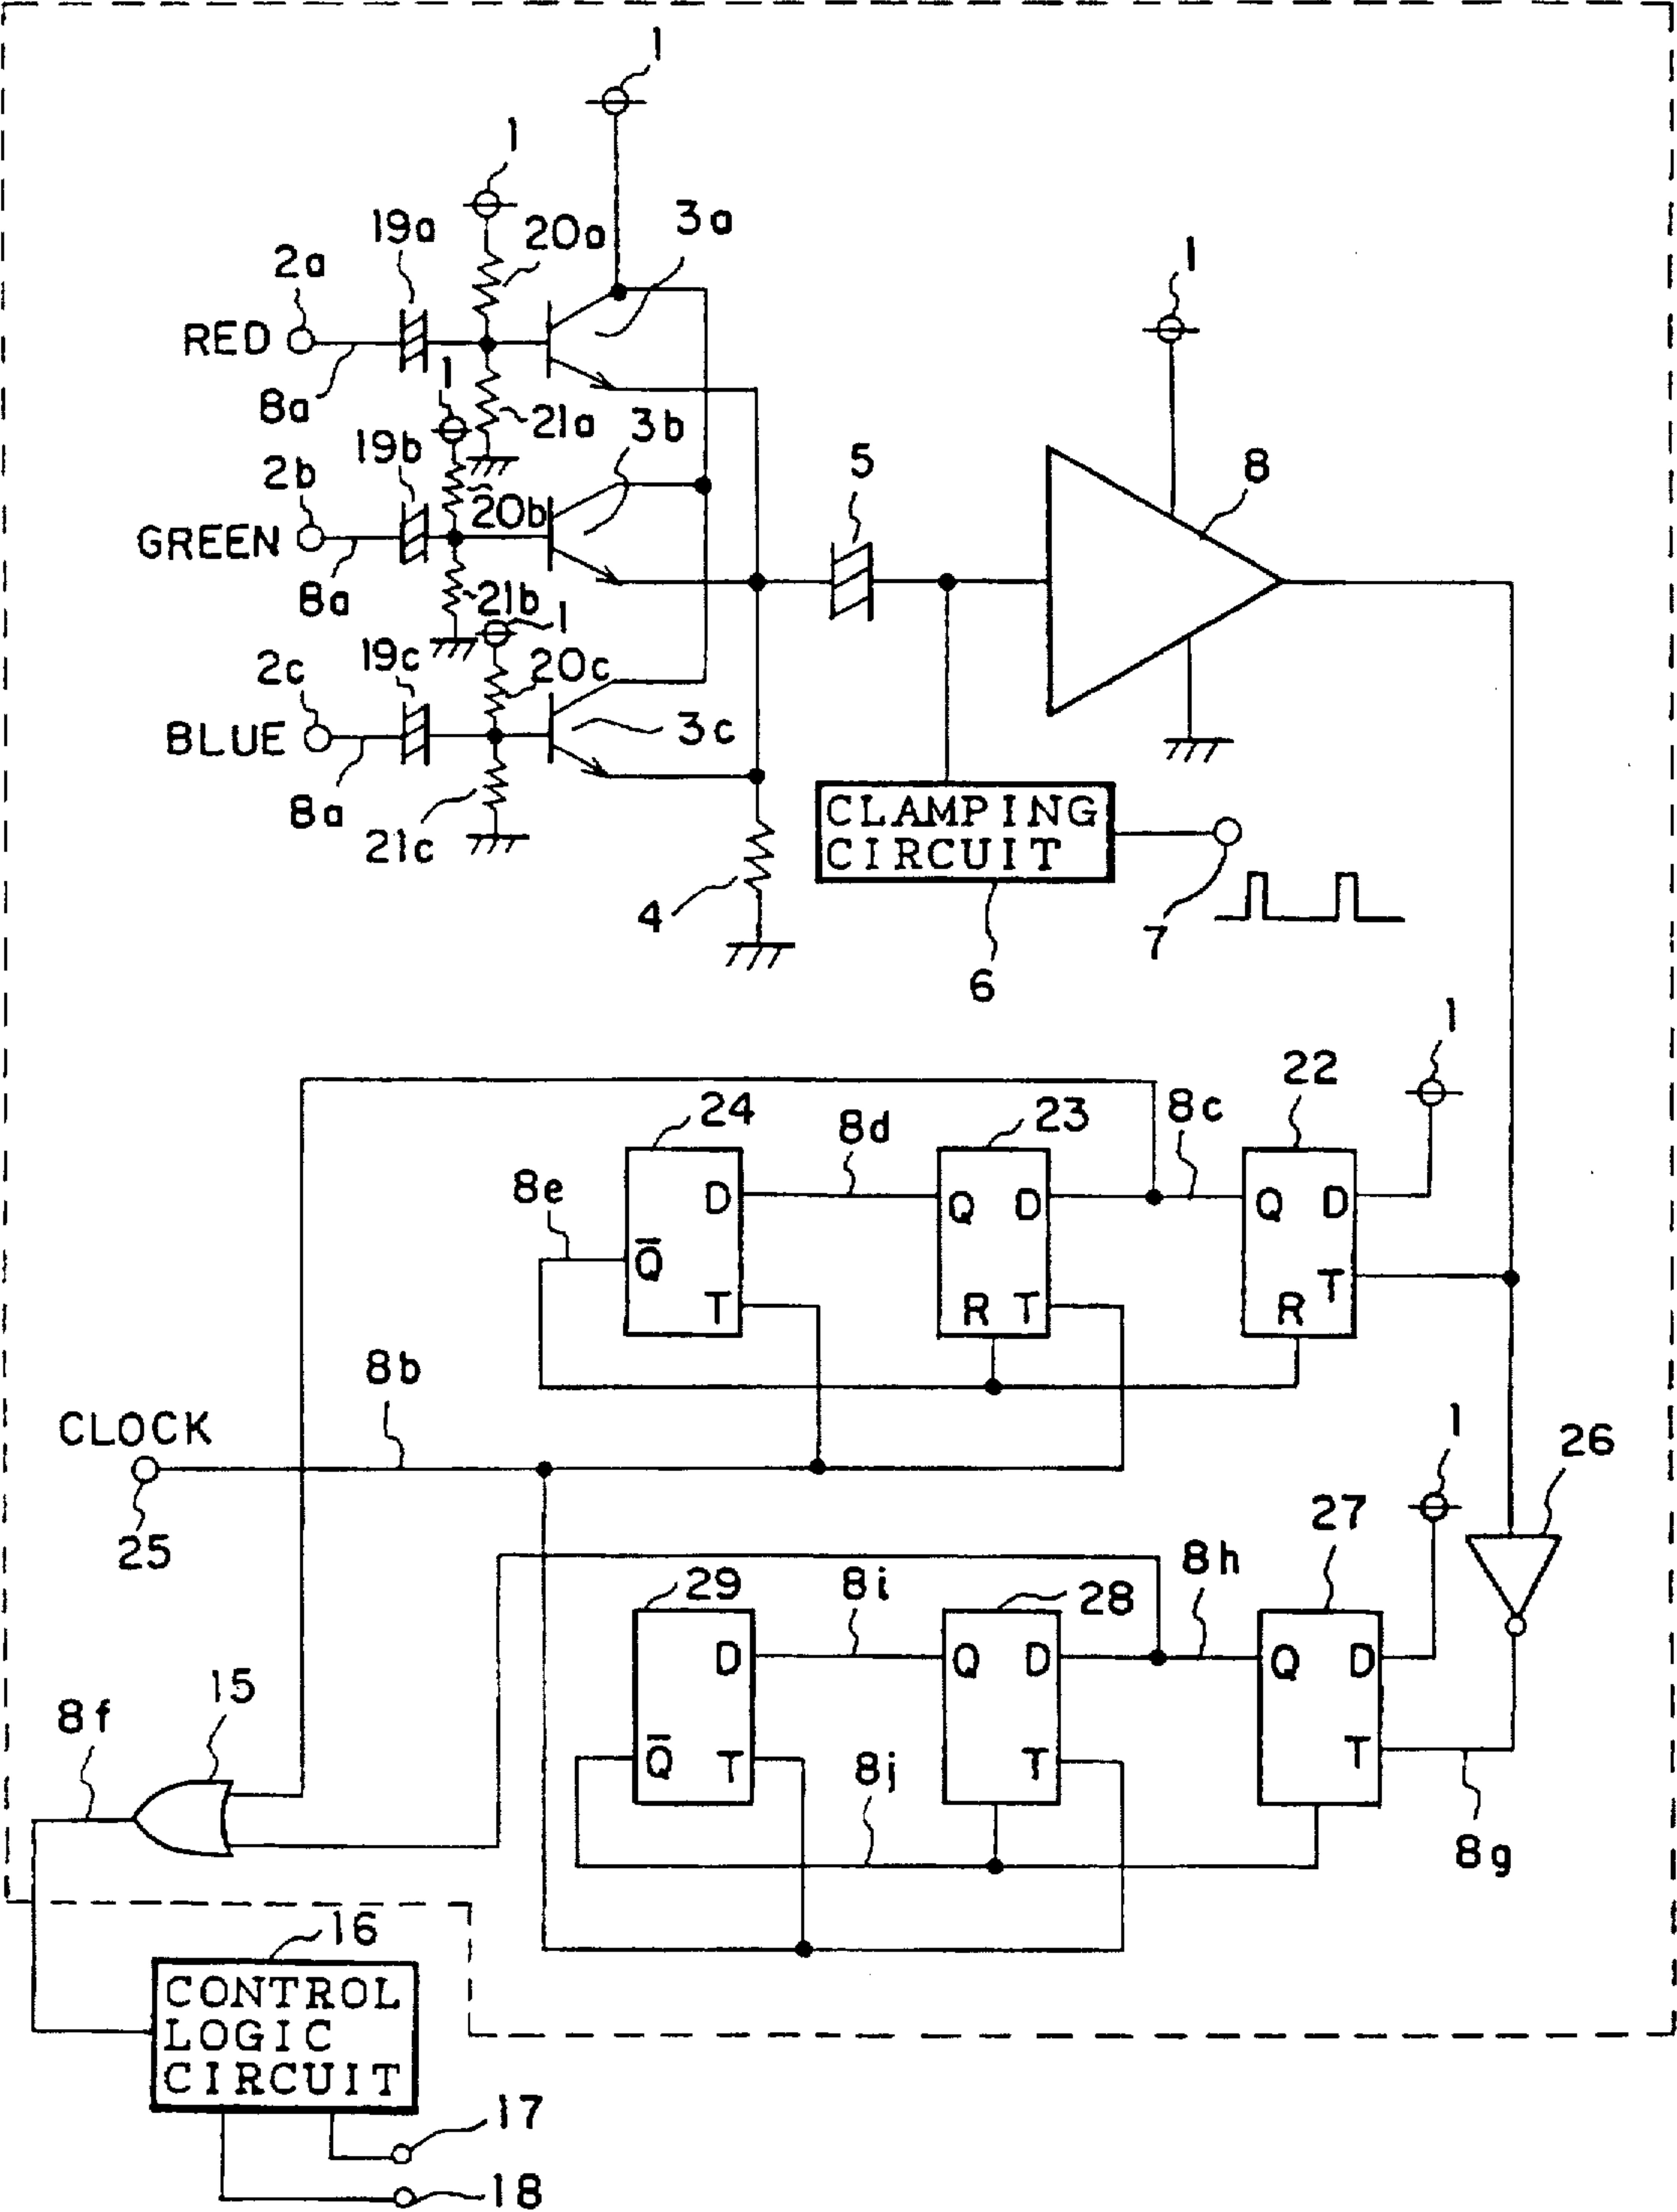 1
1
19a
20a
3a
2a
1
RED
8a
1
21a
3b
19b
2b
20b
5
8
GREEN
8a
21b
1
19c
20c
2c
3c
BLUE
8a
21c
CLAMPING
CIRCUIT
4
7
6
1
22
24
8d
23
8c
8e
D
Q
D
Q
D
Q̅
T
R
T
R
T
8b
CLOCK
1
26
25
27
29
8i
28
8h
D
Q
D
Q
D
15
8f
Q̅
T
8j
T
T
8g
16
CONTROL
LOGIC
CIRCUIT
17
18